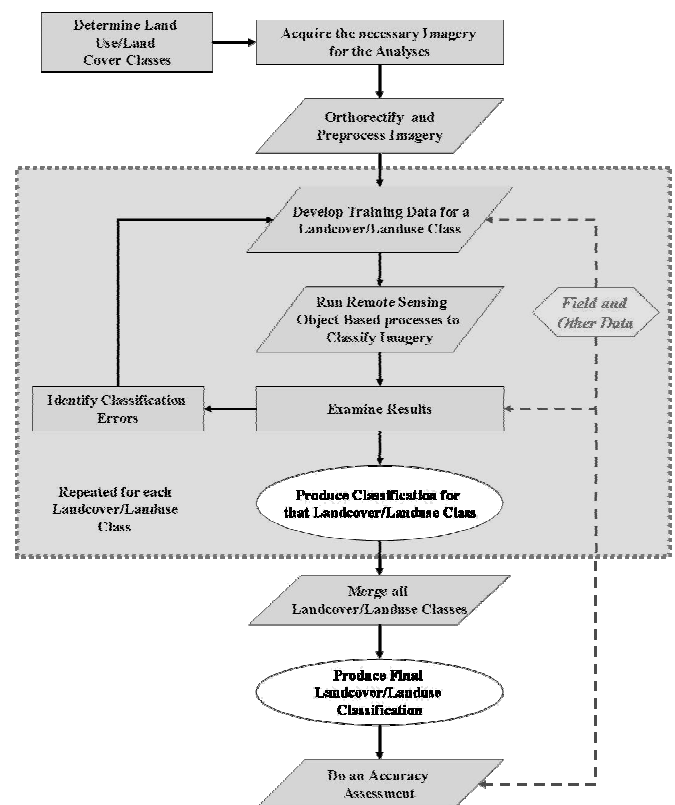 Determine Land
Use/Land
Cover Classes
Acquire the necessary Imagery
for the Analyses
Orthorectify and
Preprocess Imagery
Develop Training Data for a
Landcover/Landuse Class
Run Remote Sensing
Object Based processes to
Classify Imagery
Field and
Other Data
Identify Classification
Errors
Examine Results
Repeated for each
Landcover/Landuse
Class
Produce Classification for
that Landcover/Landuse Class
Merge all
Landcover/Landuse Classes
Produce Final
Landcover/Landuse
Classification
Do an Accuracy
Assessment